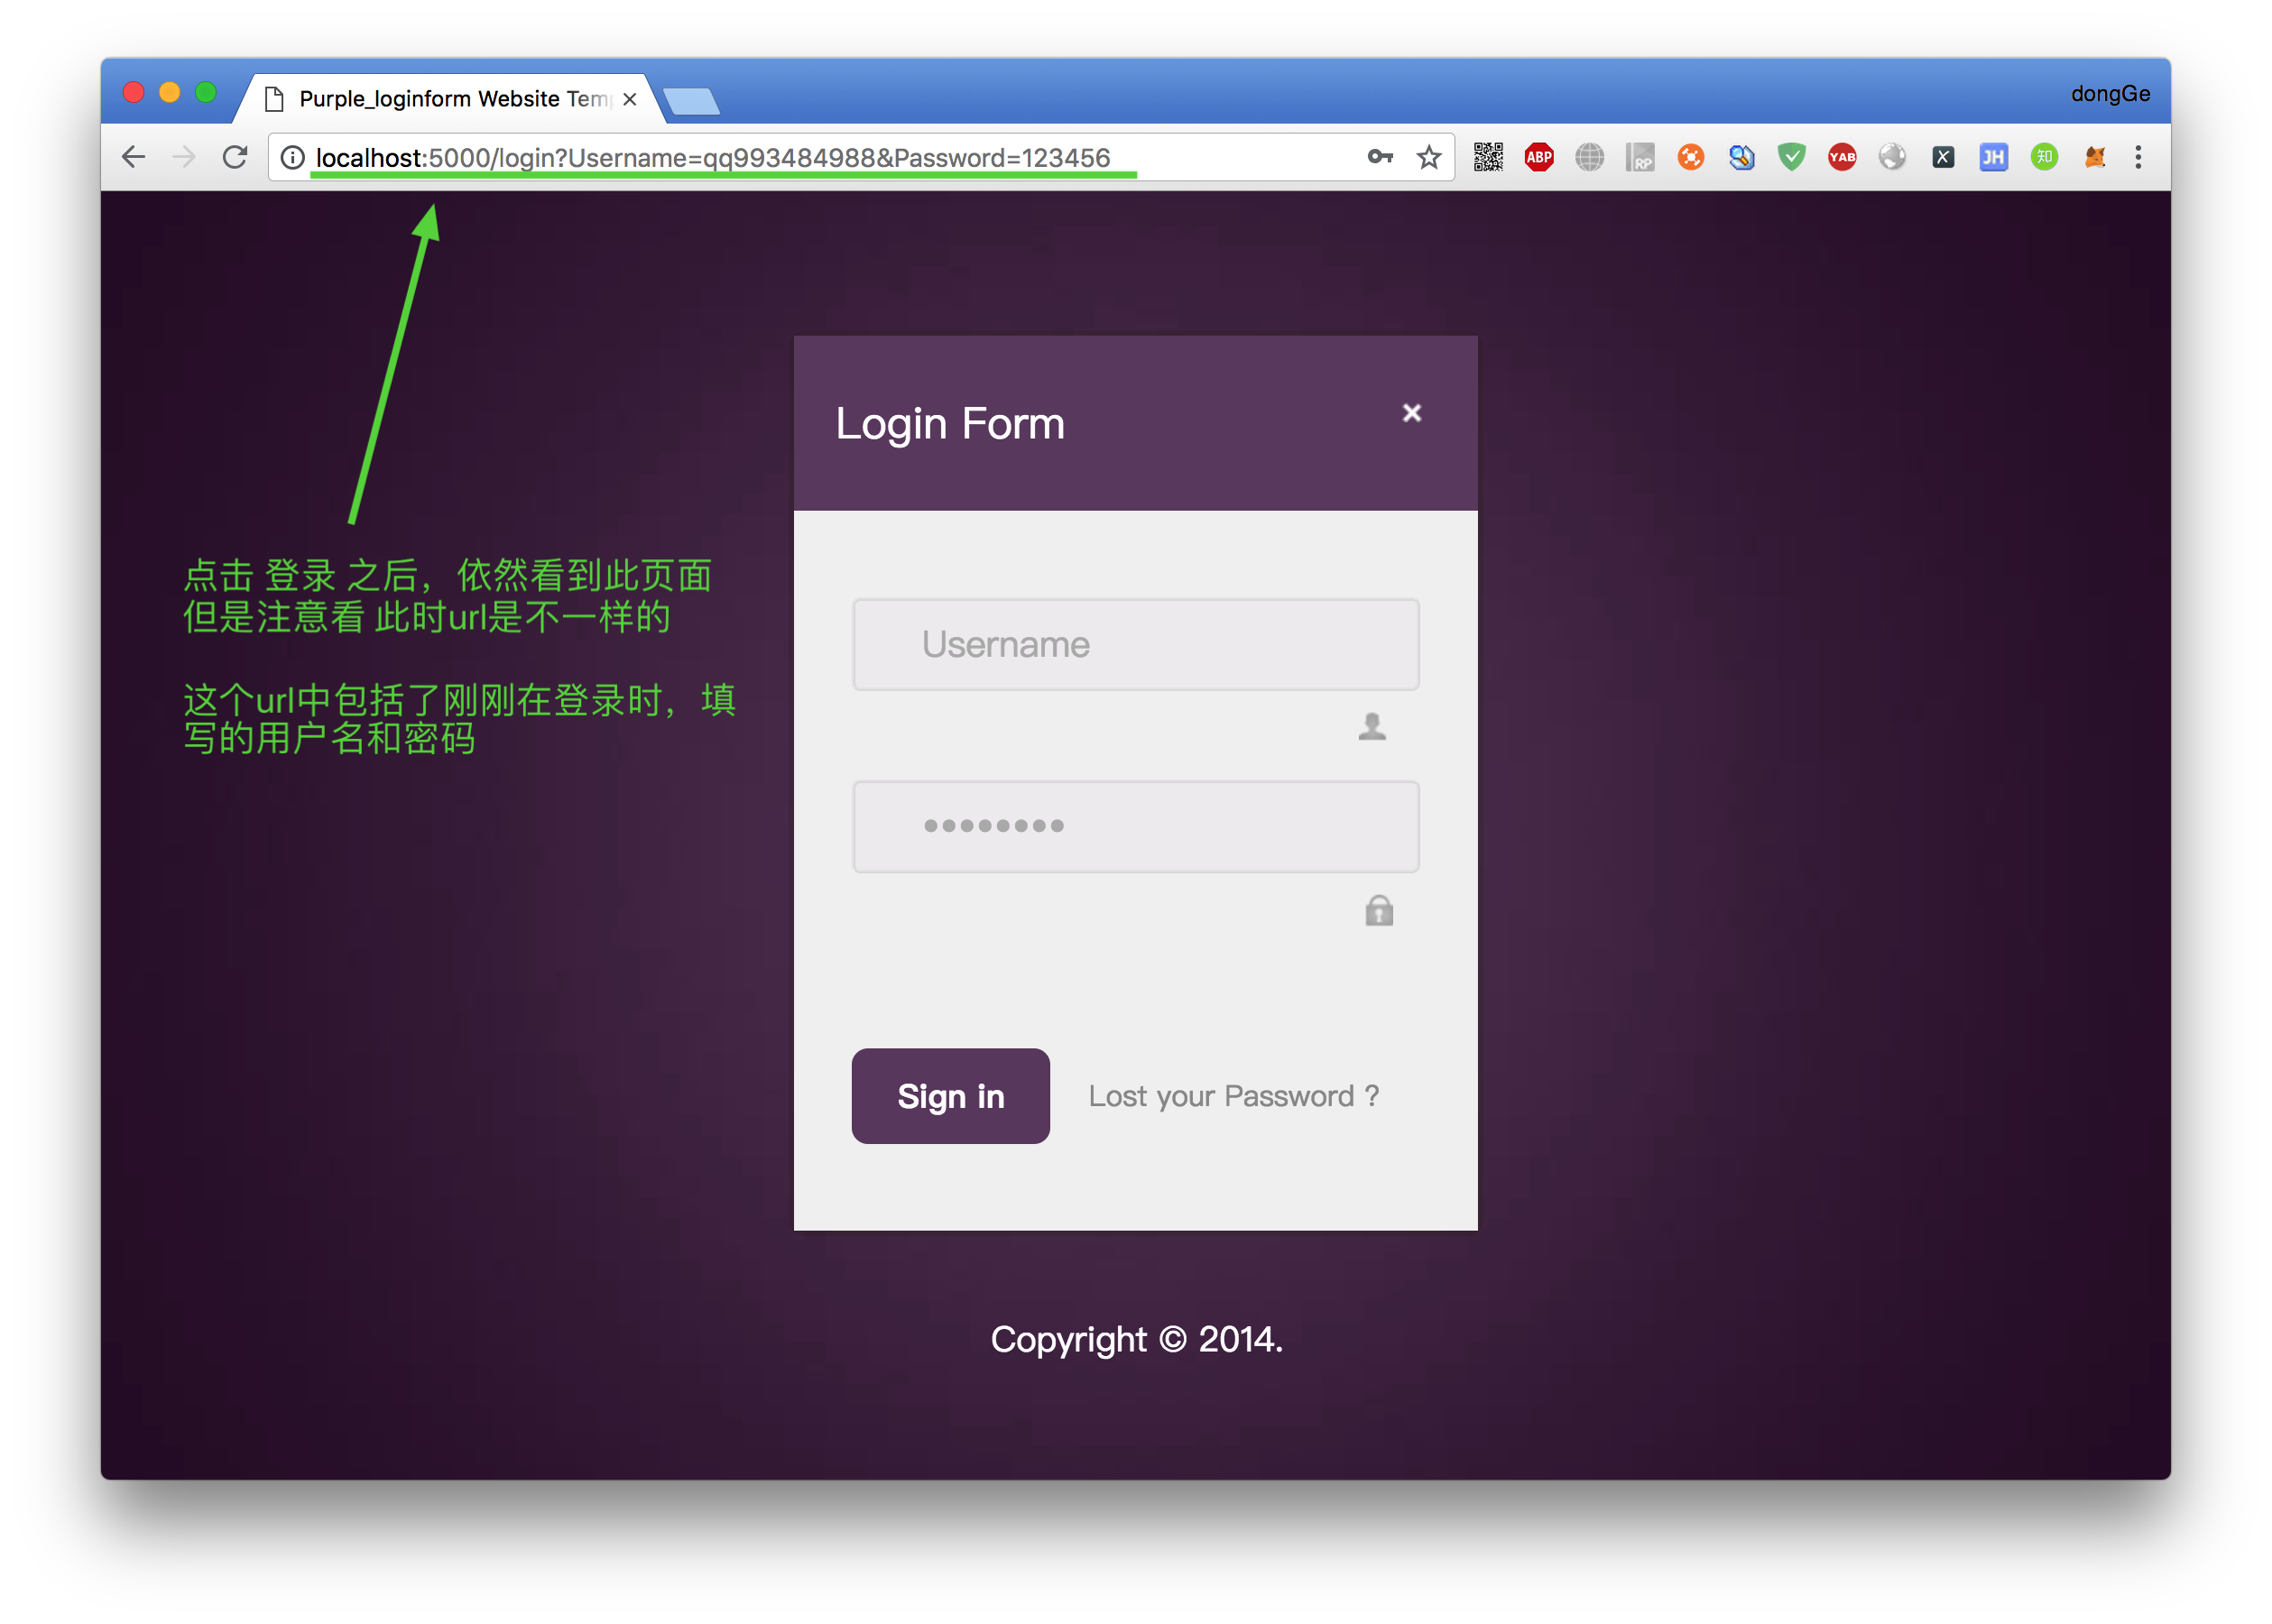 Purple_loginform Website Tem
dongGe
localhost:5000/login?Username=qq993484988&Password=123456
ABP
RP
YAB
X
JH
知
Login Form
点击 登录 之后，依然看到此页面
但是注意看 此时url是不一样的
这个url中包括了刚刚在登录时，填
写的用户名和密码
Username
Sign in
Lost your Password ?
Copyright © 2014.